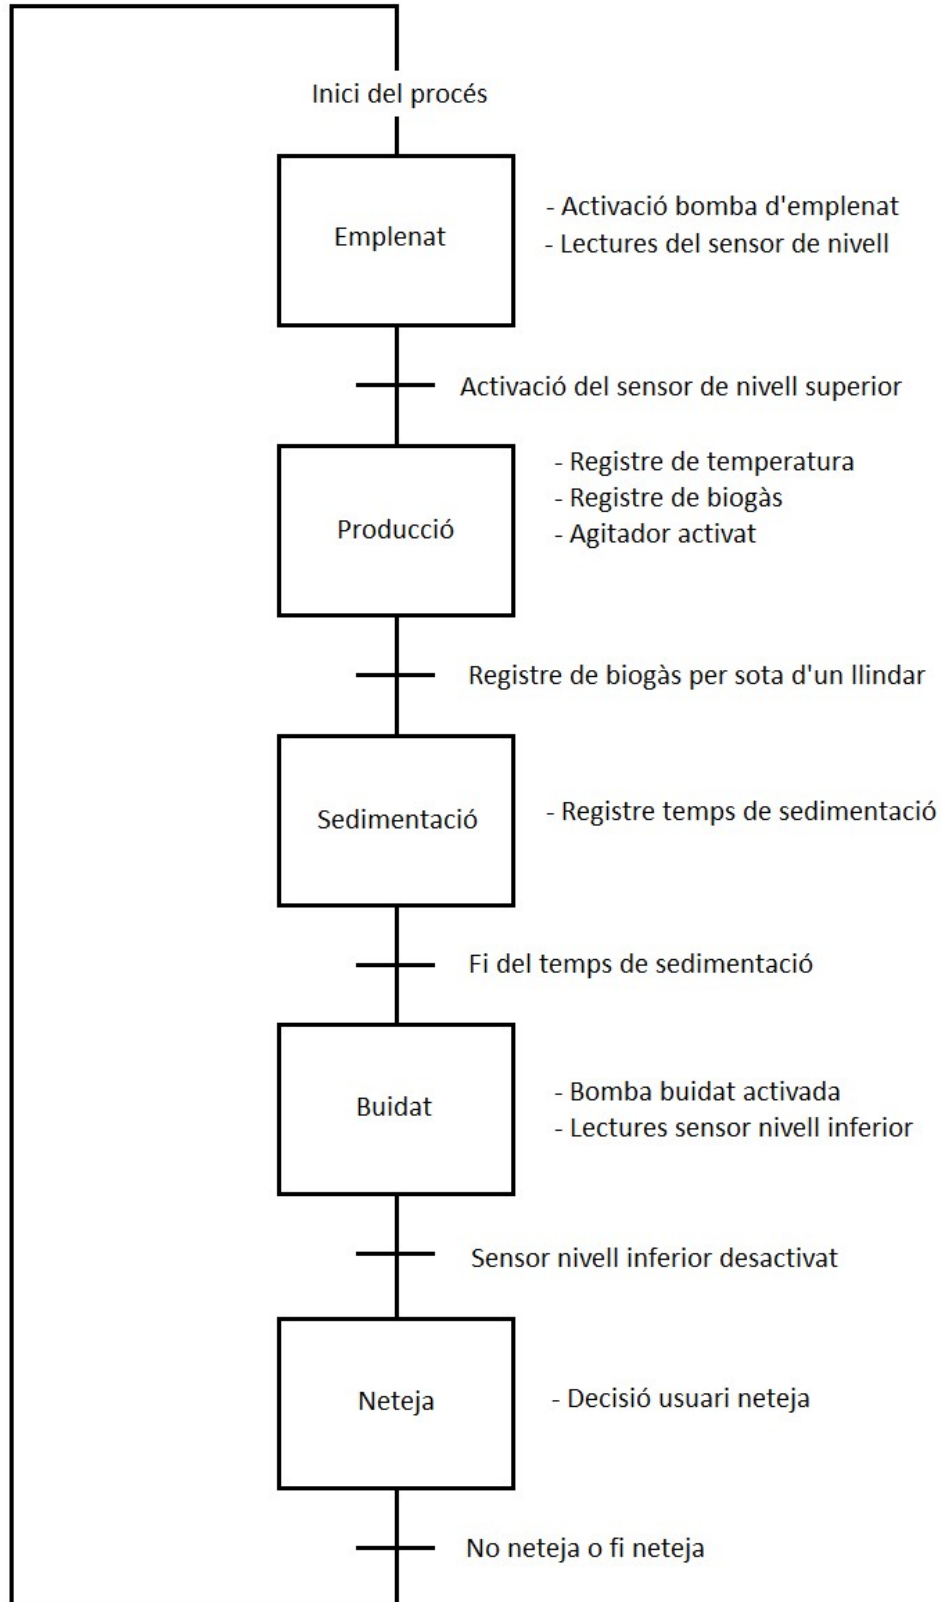 Inici del procés
Emplenat
- Activació bomba d'emplenat
- Lectures del sensor de nivell
Activació del sensor de nivell superior
Producció
- Registre de temperatura
- Registre de biogàs
- Agitador activat
Registre de biogàs per sota d'un llindar
Sedimentació
- Registre temps de sedimentació
Fi del temps de sedimentació
Buidat
- Bomba buidat activada
- Lectures sensor nivell inferior
Sensor nivell inferior desactivat
Neteja
- Decisió usuari neteja
No neteja o fi neteja